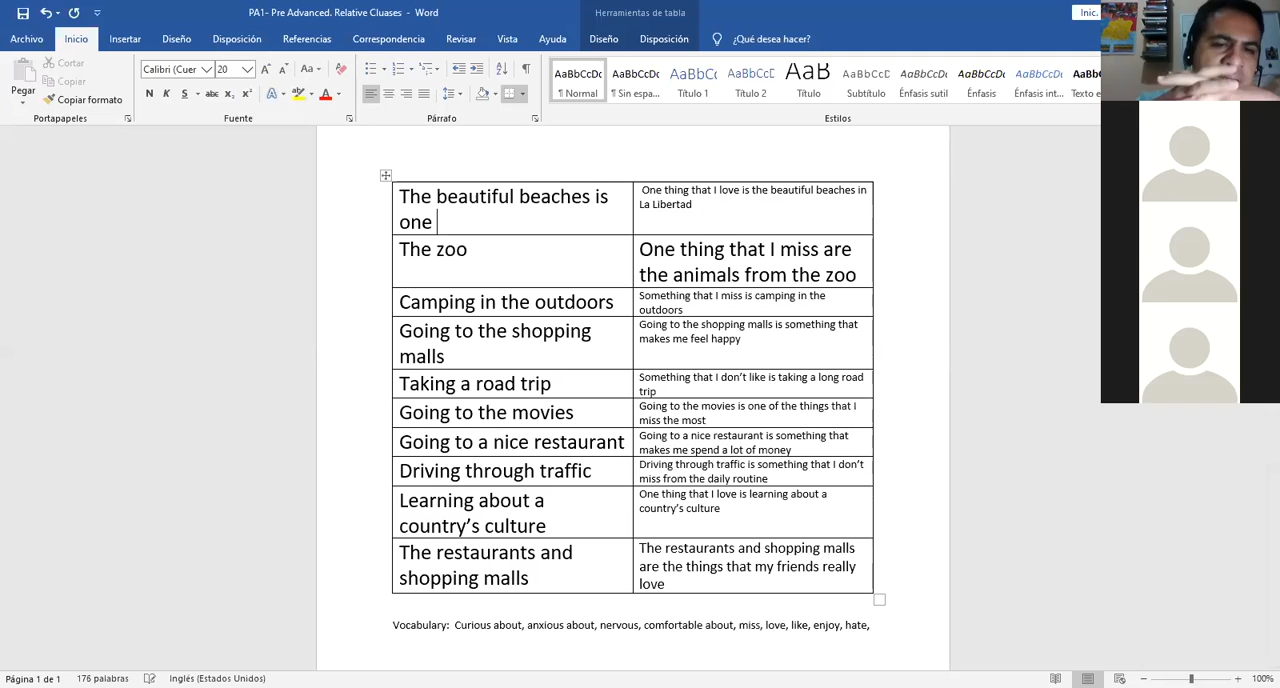 PA1- Pre Advanced. Relative Cluases - Word
Herramientas de tabla
Inic.
Archivo Inicio Insertar Diseño Disposición Referencias Correspondencia Revisar Vista Ayuda Diseño Disposición ¿Qué desea hacer?
Pegar
Cortar
Copiar
Copiar formato
Portapapeles
Calibri (Cuer 20
Fuente
Párrafo
AaBbCcDc AaBbCcDc AaBbCc AaBbCcD AaB AaBbCcD AaBbCcDc AaBbCcDc AaBbCcDc AaBb
¶ Normal ¶ Sin espa... Título 1 Título 2 Título Subtítulo Énfasis sutil Énfasis Énfasis int... Texto e
Estilos
The beautiful beaches is
one
One thing that I love is the beautiful beaches in
La Libertad
The zoo
One thing that I miss are
the animals from the zoo
Camping in the outdoors
Something that I miss is camping in the
outdoors
Going to the shopping
malls
Going to the shopping malls is something that
makes me feel happy
Taking a road trip
Something that I don't like is taking a long road
trip
Going to the movies
Going to the movies is one of the things that I
miss the most
Going to a nice restaurant
Going to a nice restaurant is something that
makes me spend a lot of money
Driving through traffic
Driving through traffic is something that I don't
miss from the daily routine
Learning about a
country's culture
One thing that I love is learning about a
country's culture
The restaurants and
shopping malls
The restaurants and shopping malls
are the things that my friends really
love
Vocabulary: Curious about, anxious about, nervous, comfortable about, miss, love, like, enjoy, hate,
Página 1 de 1 176 palabras Inglés (Estados Unidos) 100%